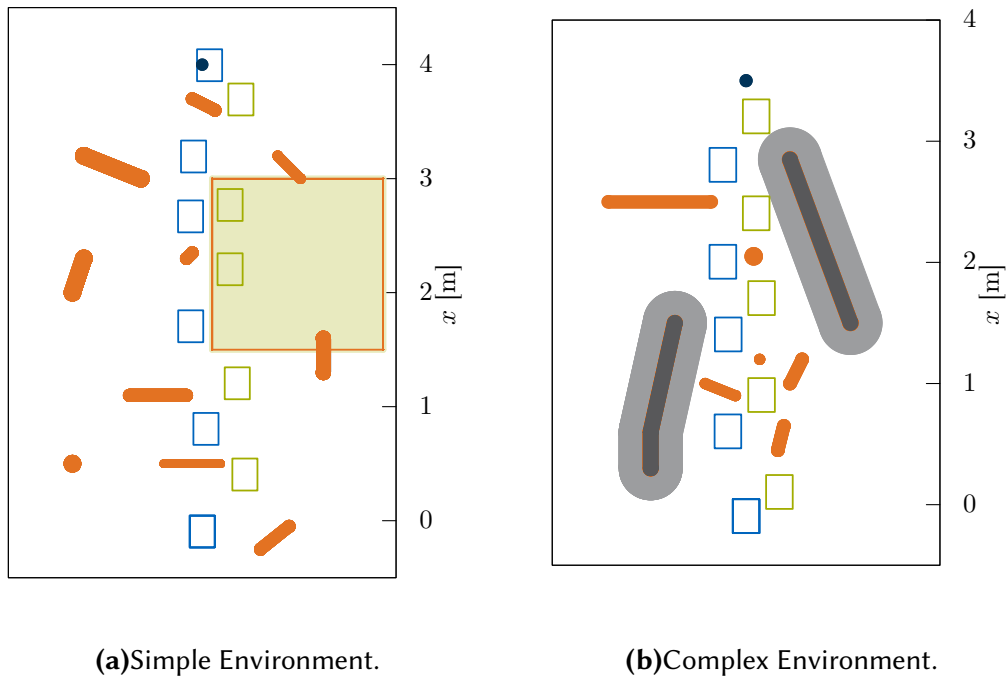 4
3
2
1
0
x [m]
4
3
2
1
0
x [m]
(a)Simple Environment.
(b)Complex Environment.